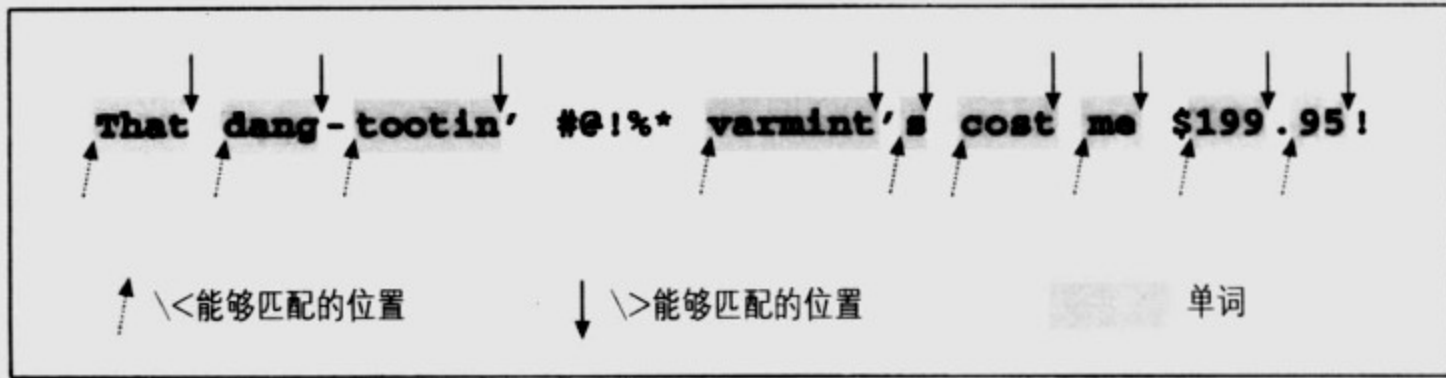 That dang-tootin' #@!%* varmint's cost me $199.95!
\<能够匹配的位置 \>能够匹配的位置 单词